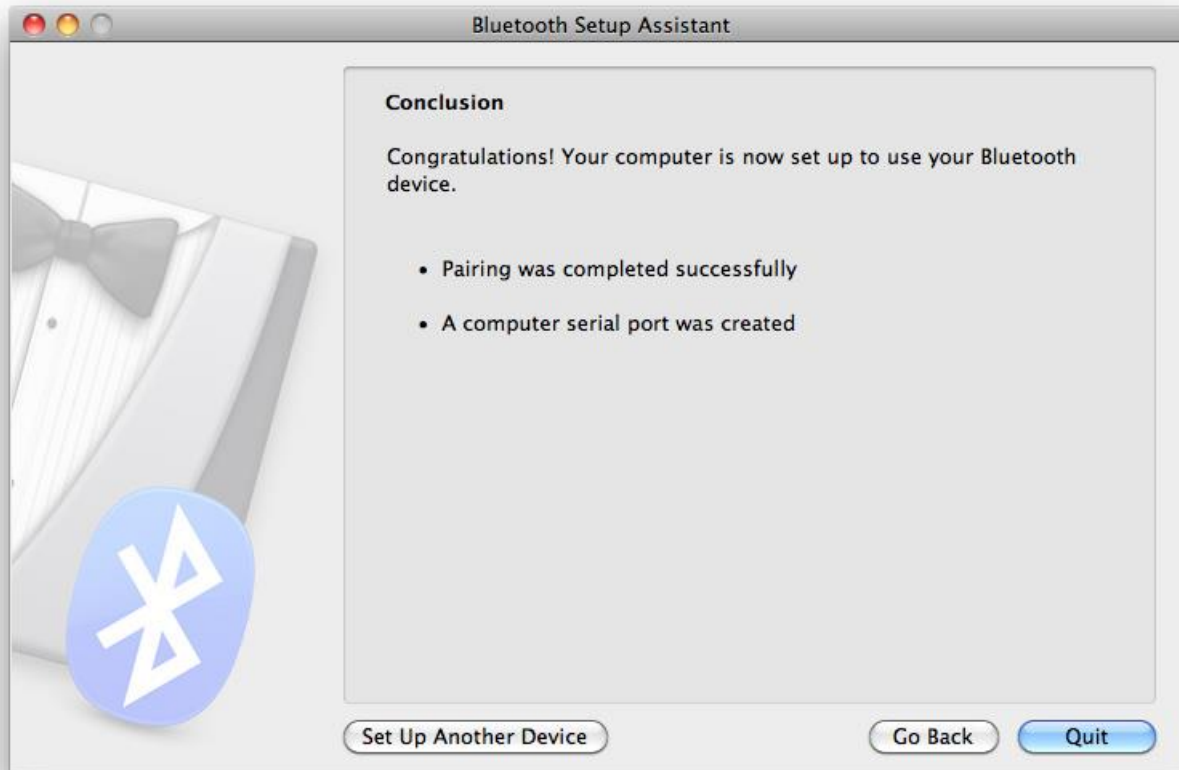 Bluetooth Setup Assistant
Conclusion
Congratulations! Your computer is now set up to use your Bluetooth
device.
• Pairing was completed successfully
• A computer serial port was created
Set Up Another Device
Go Back
Quit